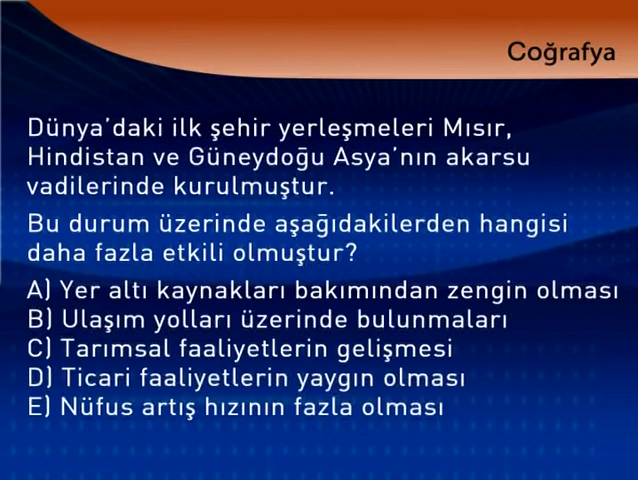 Coğrafya
Dünya'daki ilk şehir yerleşmeleri Mısır,
Hindistan ve Güneydoğu Asya'nın akarsu
vadilerinde kurulmuştur.
Bu durum üzerinde aşağıdakilerden hangisi
daha fazla etkili olmuştur?
A) Yer altı kaynakları bakımından zengin olması
B) Ulaşım yolları üzerinde bulunmaları
C) Tarımsal faaliyetlerin gelişmesi
D) Ticari faaliyetlerin yaygın olması
E) Nüfus artış hızının fazla olması